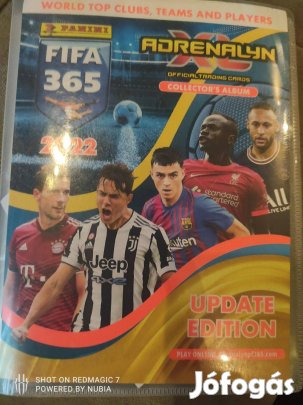 WORLD TOP CLUBS, TEAMS AND PLAYERS
PANINI
FIFA
365
ADRENALYN
XL
OFFICIAL TRADING CARDS
COLLECTOR'S ALBUM
2022
Jeep
UPDATE
EDITION
PLAY ONLINE
SHOT ON REDMAGIC 7
POWERED BY NUBIA
Jófogás